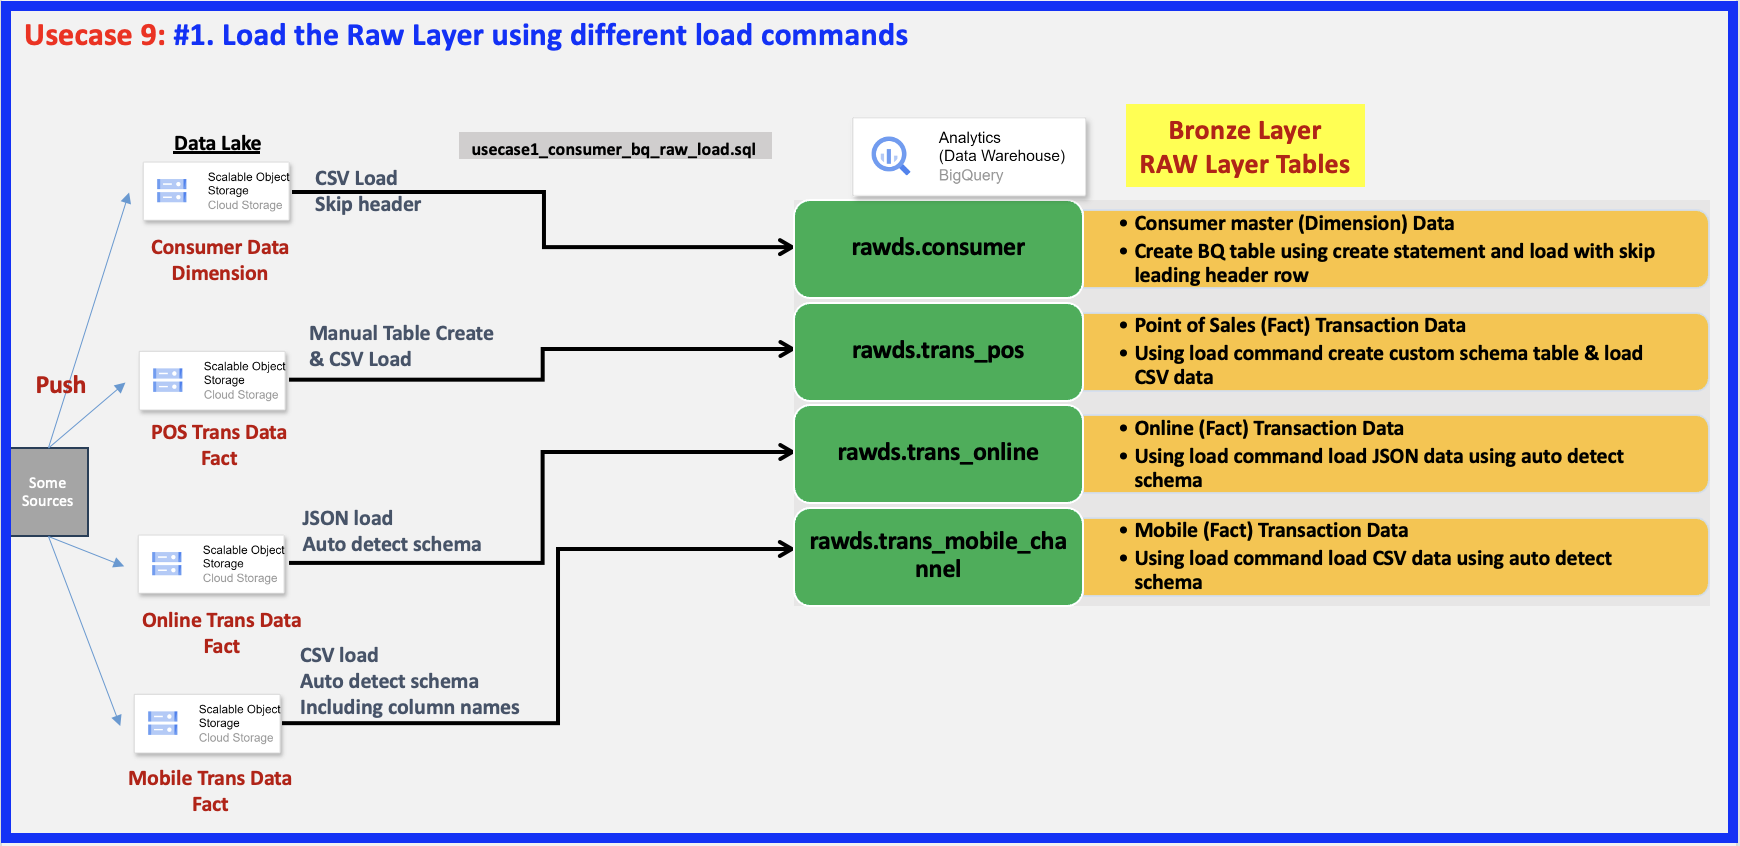 Usecase 9: #1. Load the Raw Layer using different load commands
Data Lake
usecase1_consumer_bq_raw_load.sql
Analytics
(Data Warehouse)
BigQuery
Bronze Layer
RAW Layer Tables
Scalable Object
Storage
Cloud Storage
CSV Load
Skip header
Consumer Data
Dimension
rawds.consumer
• Consumer master (Dimension) Data
• Create BQ table using create statement and load with skip
leading header row
Push
Scalable Object
Storage
Cloud Storage
Manual Table Create
& CSV Load
POS Trans Data
Fact
rawds.trans_pos
• Point of Sales (Fact) Transaction Data
• Using load command create custom schema table & load
CSV data
Some
Sources
Scalable Object
Storage
Cloud Storage
JSON load
Auto detect schema
Online Trans Data
Fact
rawds.trans_online
• Online (Fact) Transaction Data
• Using load command load JSON data using auto detect
schema
Scalable Object
Storage
Cloud Storage
CSV load
Auto detect schema
Including column names
Mobile Trans Data
Fact
rawds.trans_mobile_cha
nnel
• Mobile (Fact) Transaction Data
• Using load command load CSV data using auto detect
schema